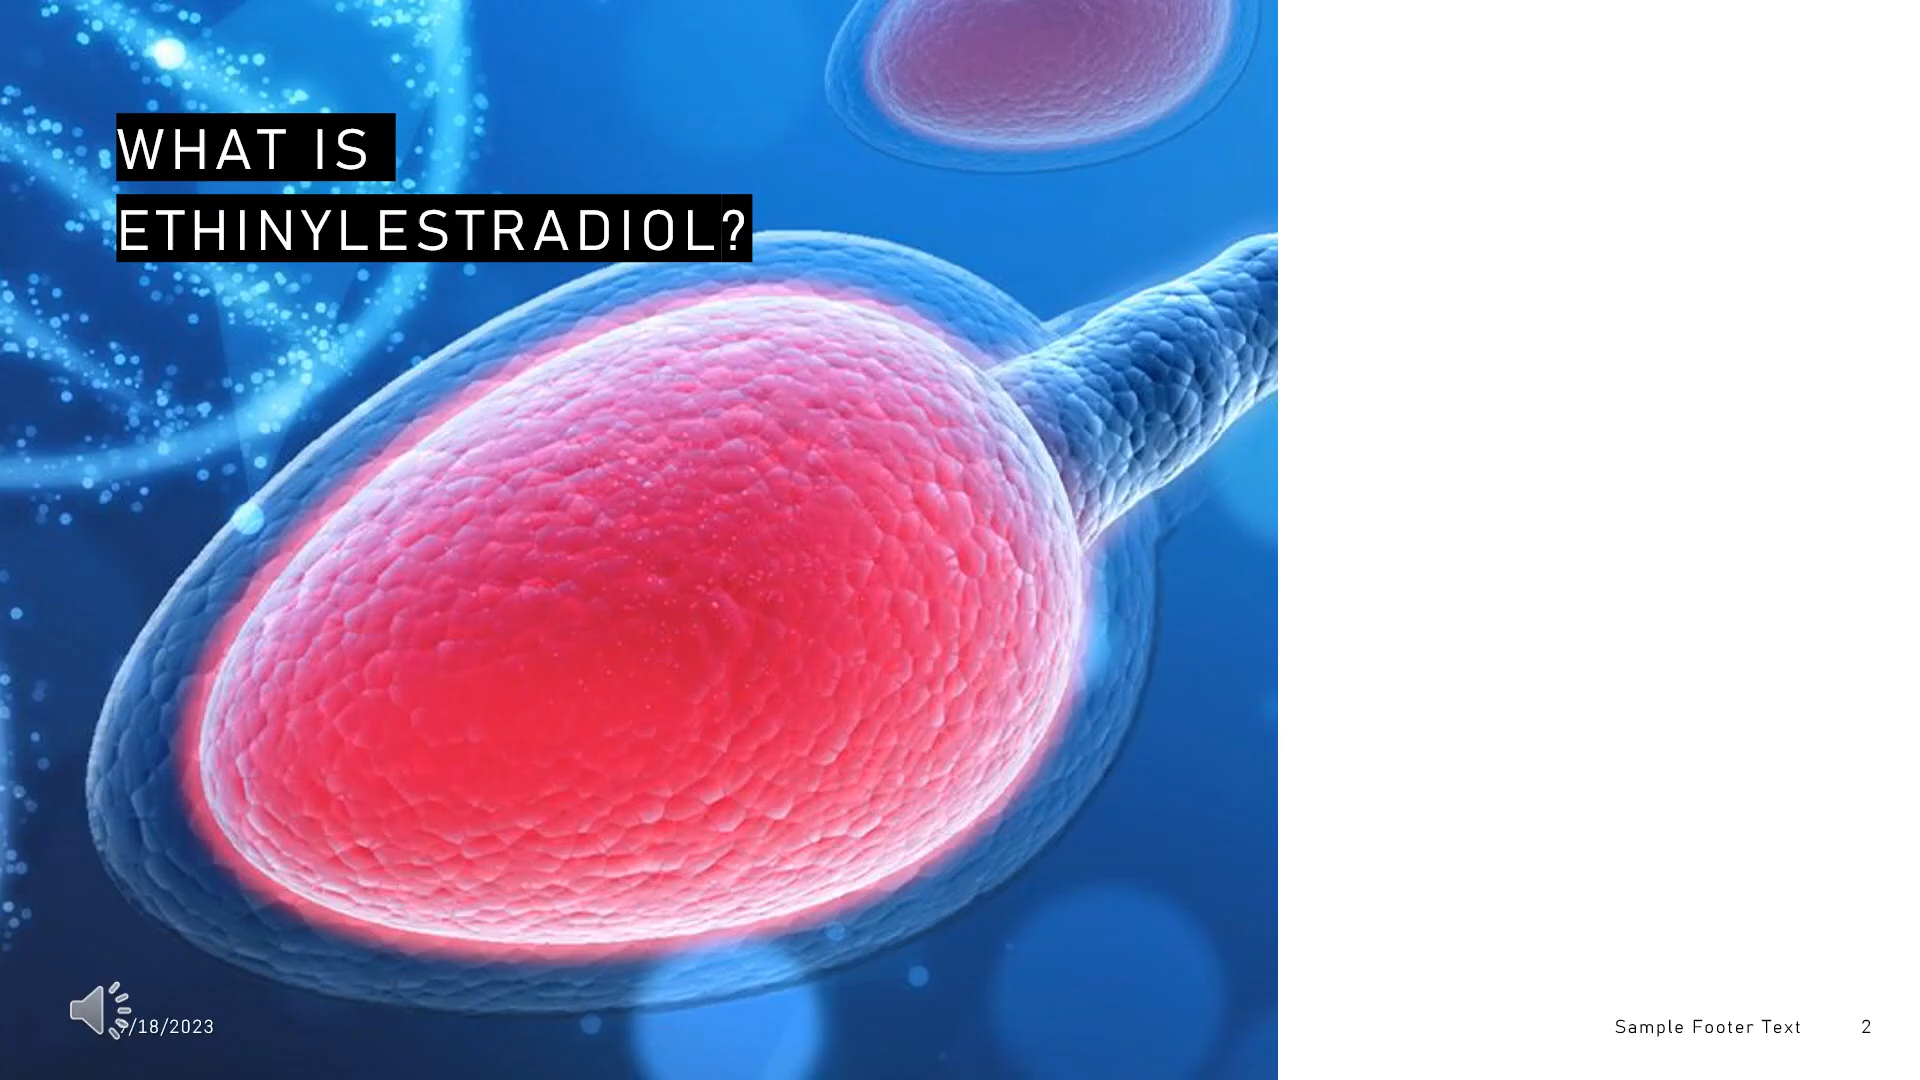 WHAT IS
ETHINYLESTRADIOL?
/18/2023
Sample Footer Text
2